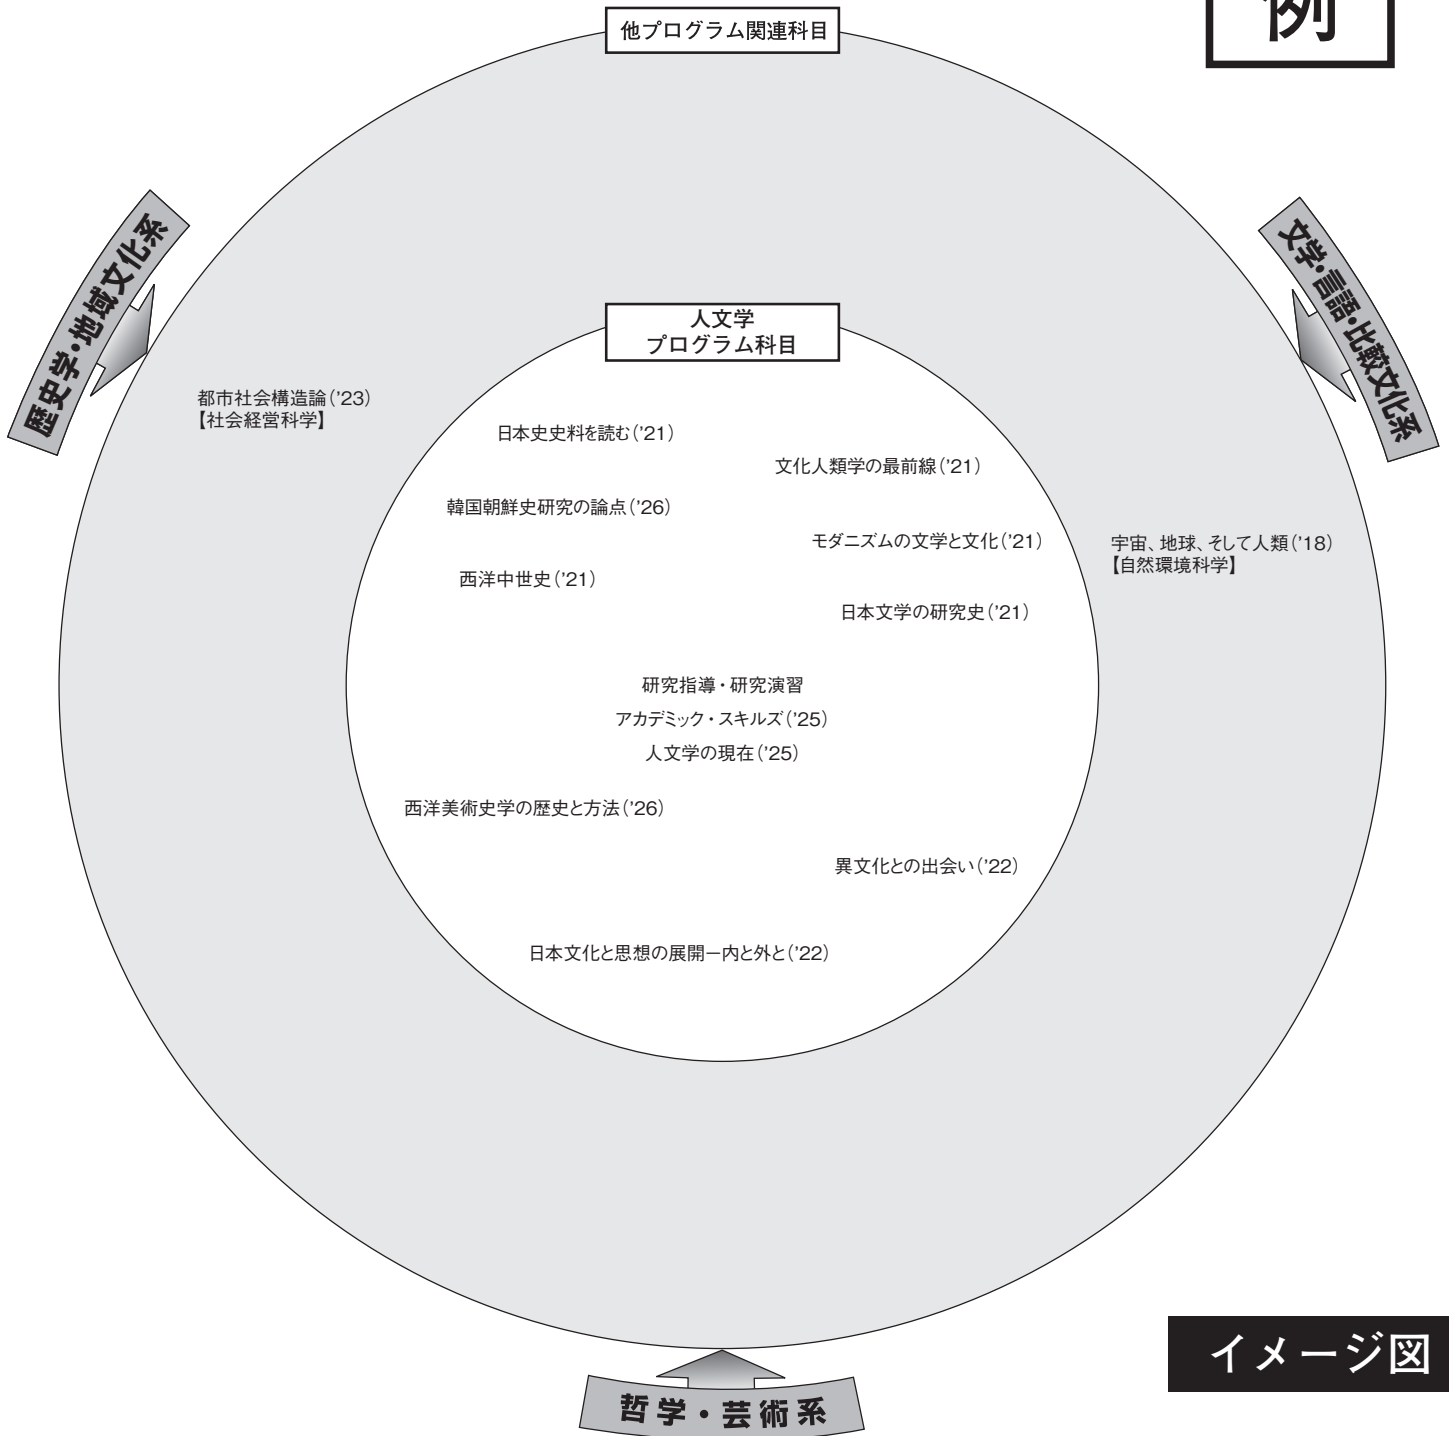 例
他プログラム関連科目
歴史学・地域文化系
文学・言語・比較文化系
人文学
プログラム科目
都市社会構造論(’23)
【社会経営科学】
日本史史料を読む(’21)
文化人類学の最前線(’21)
韓国朝鮮史研究の論点(’26)
モダニズムの文学と文化(’21)
宇宙、地球、そして人類(’18)
【自然環境科学】
西洋中世史(’21)
日本文学の研究史(’21)
研究指導・研究演習
アカデミック・スキルズ(’25)
人文学の現在(’25)
西洋美術史学の歴史と方法(’26)
異文化との出会い(’22)
日本文化と思想の展開−内と外と(’22)
イメージ図
哲学・芸術系